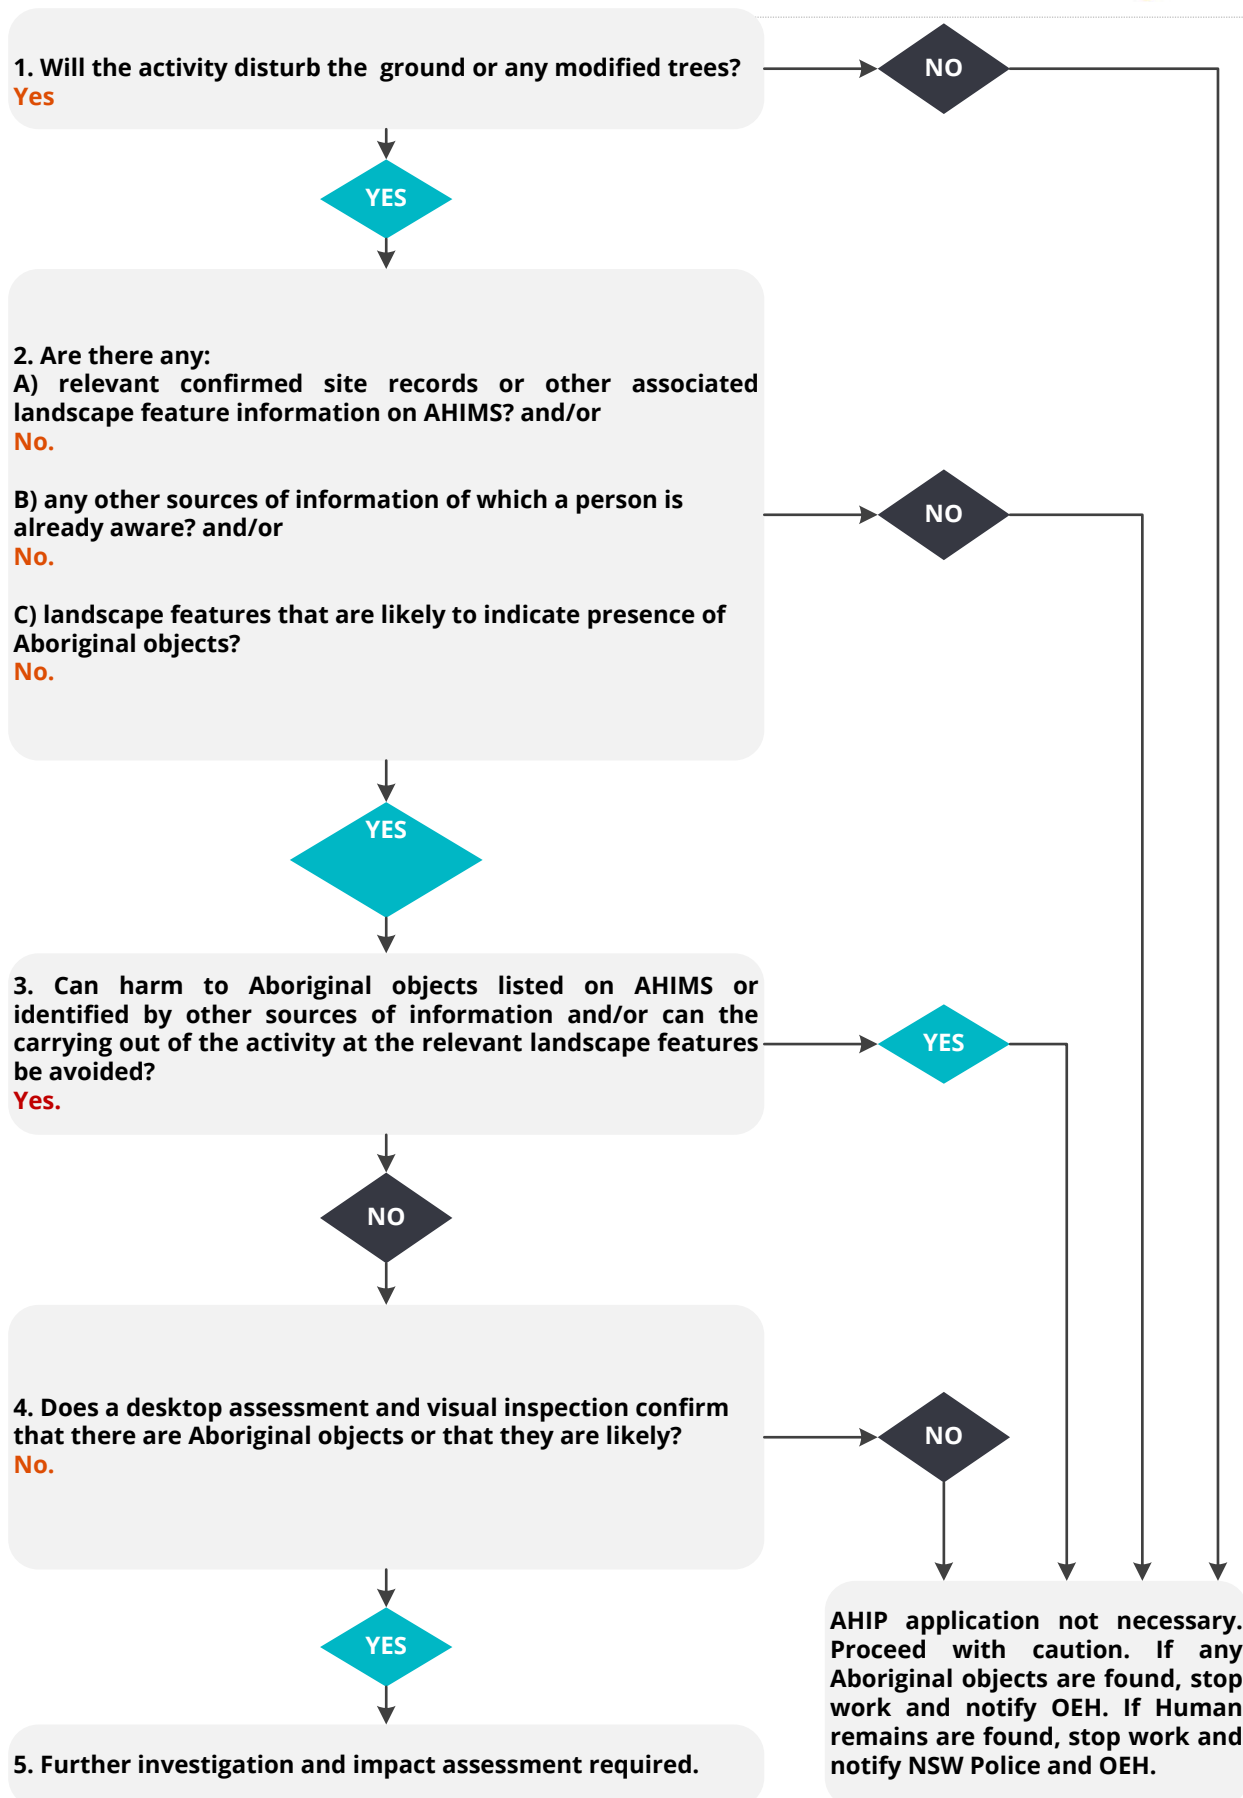 1. Will the activity disturb the ground or any modified trees?
Yes
NO
YES
2. Are there any:
A) relevant confirmed site records or other associated
landscape feature information on AHIMS? and/or
No.
B) any other sources of information of which a person is
already aware? and/or
No.
C) landscape features that are likely to indicate presence of
Aboriginal objects?
No.
NO
YES
3. Can harm to Aboriginal objects listed on AHIMS or
identified by other sources of information and/or can the
carrying out of the activity at the relevant landscape features
be avoided?
Yes.
YES
NO
4. Does a desktop assessment and visual inspection confirm
that there are Aboriginal objects or that they are likely?
No.
NO
YES
5. Further investigation and impact assessment required.
AHIP application not necessary.
Proceed with caution. If any
Aboriginal objects are found, stop
work and notify OEH. If Human
remains are found, stop work and
notify NSW Police and OEH.